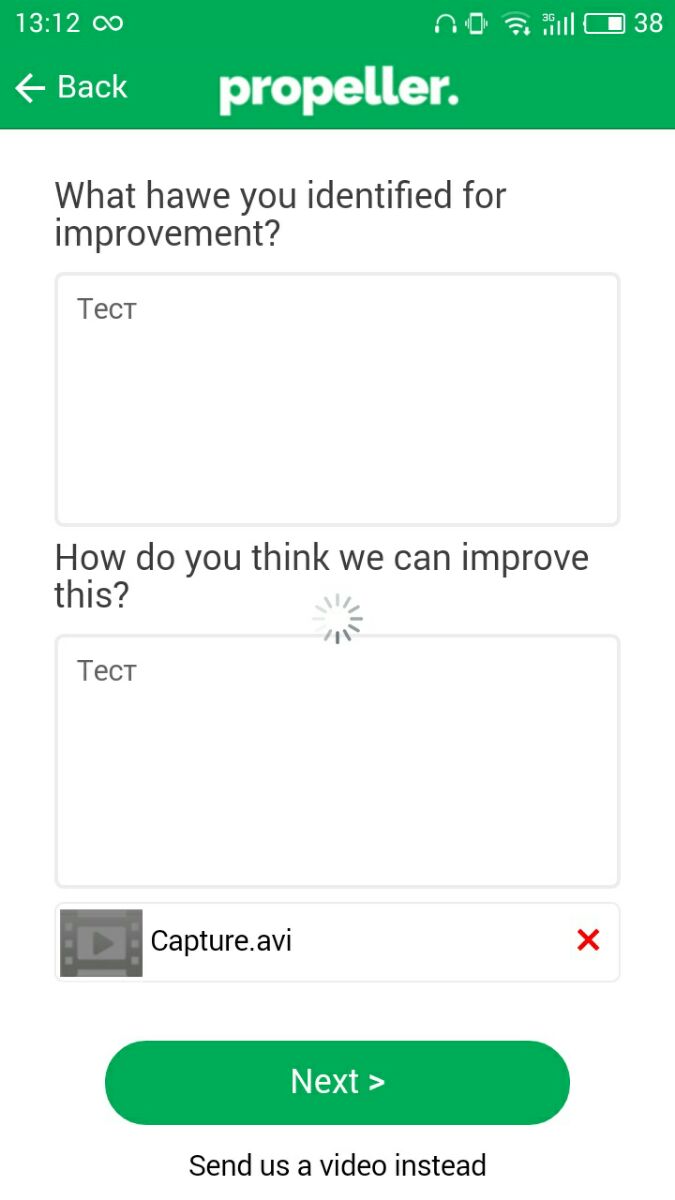 13:12 3G 38
← Back propeller.
What hawe you identified for
improvement?
Тест
How do you think we can improve
this?
Тест
Capture.avi
Next >
Send us a video instead